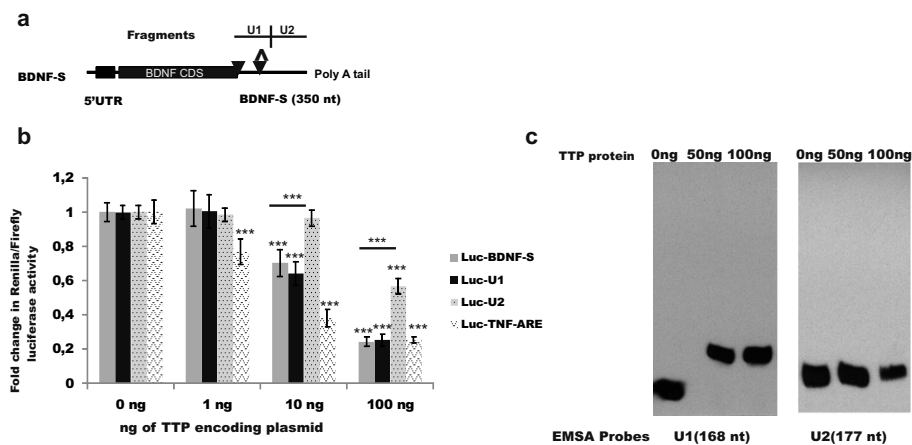 a
U1 U2
Fragments
BDNF-S
BDNF CDS
Poly A tail
5'UTR
BDNF-S (350 nt)
b
Fold change in Renilla/Firefly
luciferase activity
1,2
1
0,8
0,6
0,4
0,2
0
***
*** *** *** ***
***
*** *** *** ***
0 ng
1 ng
10 ng
100 ng
ng of TTP encoding plasmid
Luc-BDNF-S
Luc-U1
Luc-U2
Luc-TNF-ARE
c
TTP protein
0ng 50ng 100ng
0ng 50ng 100ng
EMSA Probes
U1(168 nt)
U2(177 nt)